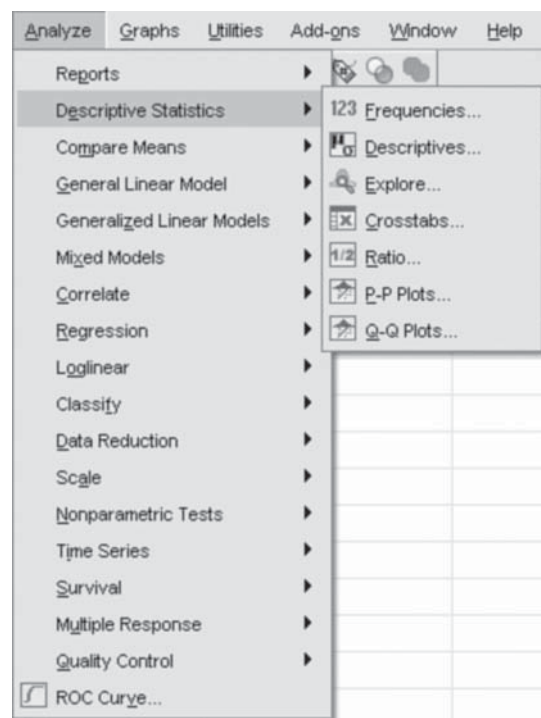 Analyze Graphs Utilities Add-ons Window Help
Reports
Descriptive Statistics
Compare Means
General Linear Model
Generalized Linear Models
Mixed Models
Correlate
Regression
Loglinear
Classify
Data Reduction
Scale
Nonparametric Tests
Time Series
Survival
Multiple Response
Quality Control
ROC Curve...
123 Frequencies...
μ σ Descriptives...
Explore...
X Crosstabs...
1/2 Ratio...
P-P Plots...
Q-Q Plots...